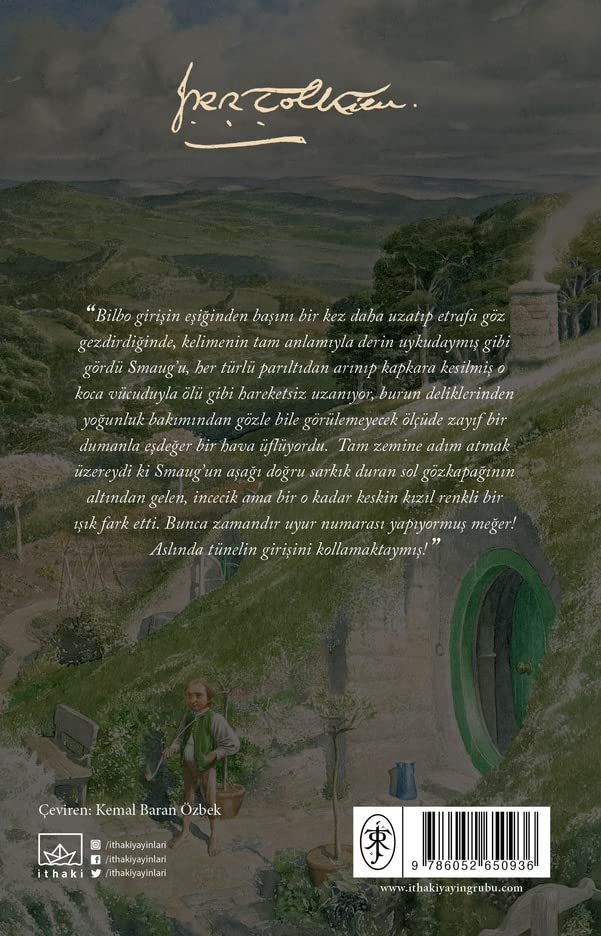 JRR Tolkien.
“Bilbo girişin eşiğinden başını bir kez daha uzatıp etrafa göz
gezdirdiğinde, kelimenin tam anlamıyla derin uykudaymış gibi
gördü Smaug’u, her türlü parıltıdan arınıp kapkara kesilmiş o
koca vücuduyla ölü gibi hareketsiz uzanıyor, burun deliklerinden
yoğunluk bakımından gözle bile görülemeyecek ölçüde zayıf bir
dumanla eşdeğer bir hava üflüyordu. Tam zemine adım atmak
üzereydi ki Smaug’un aşağı doğru sarkık duran sol gözkapağının
altından gelen, incecik ama bir o kadar keskin kızıl renkli bir
ışık fark etti. Bunca zamandır uyur numarası yapıyormuş meğer!
Aslında tünelin girişini kollamaktaymış!”
Çeviren: Kemal Baran Özbek
ithaki
/ithakiyayinlari
/ithakiyayinlari
/ithakiyayinlari
9 786052 650936
www.ithakiyayingrubu.com